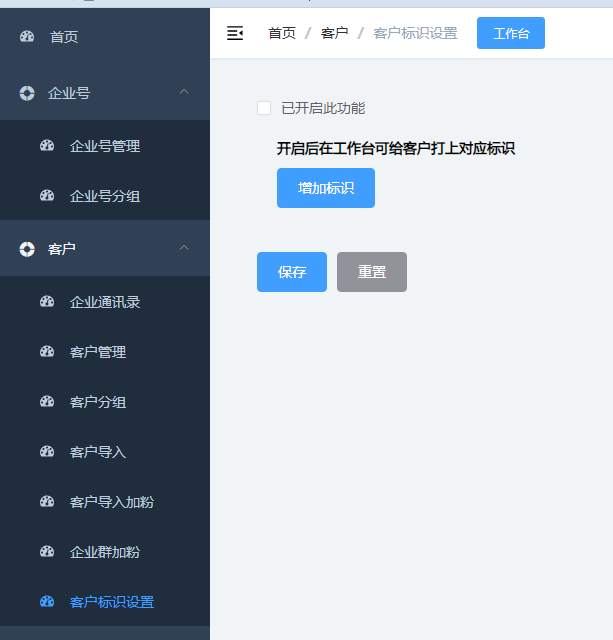 首页
企业号
企业号管理
企业号分组
客户
企业通讯录
客户管理
客户分组
客户导入
客户导入加粉
企业群加粉
客户标识设置
首页 / 客户 / 客户标识设置 工作台
已开启此功能
开启后在工作台可给客户打上对应标识
增加标识
保存 重置